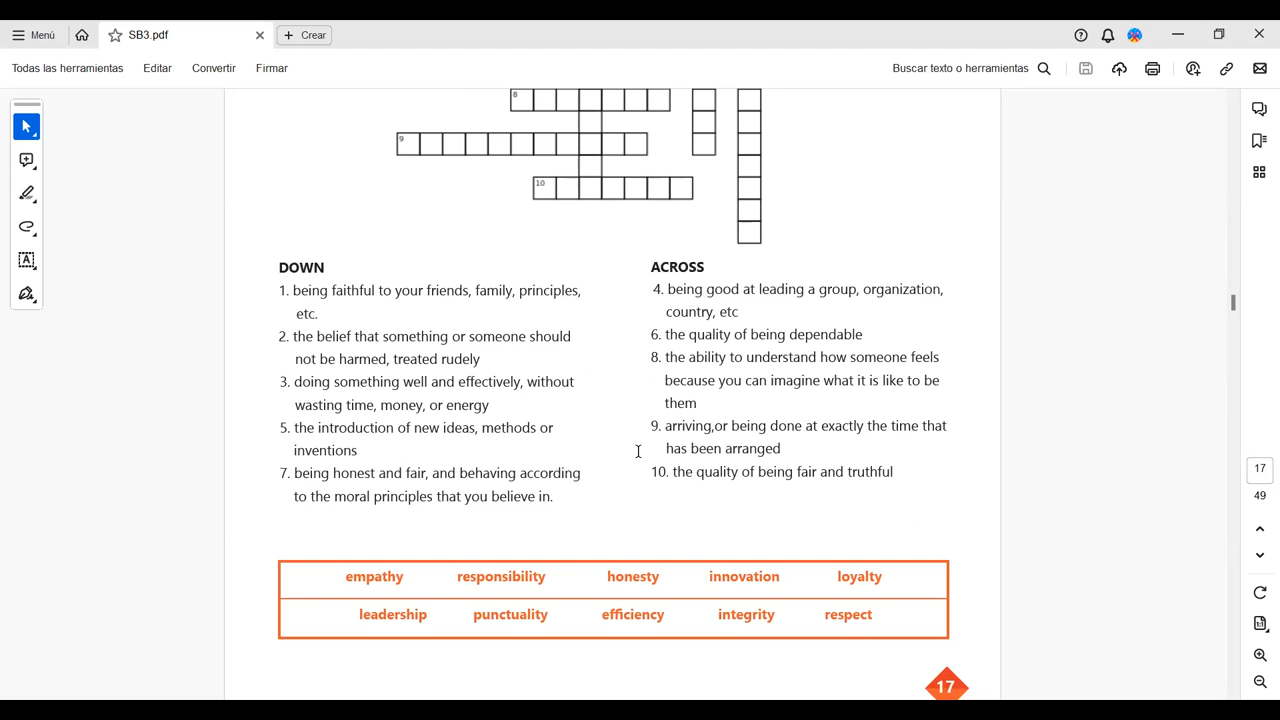 Menú
SB3.pdf
Crear
Todas las herramientas Editar Convertir Firmar
Buscar texto o herramientas
8
9
10
DOWN
1. being faithful to your friends, family, principles,
etc.
2. the belief that something or someone should
not be harmed, treated rudely
3. doing something well and effectively, without
wasting time, money, or energy
5. the introduction of new ideas, methods or
inventions
7. being honest and fair, and behaving according
to the moral principles that you believe in.
ACROSS
4. being good at leading a group, organization,
country, etc
6. the quality of being dependable
8. the ability to understand how someone feels
because you can imagine what it is like to be
them
9. arriving,or being done at exactly the time that
has been arranged
10. the quality of being fair and truthful
empathy responsibility honesty innovation loyalty
leadership punctuality efficiency integrity respect
17
17
49